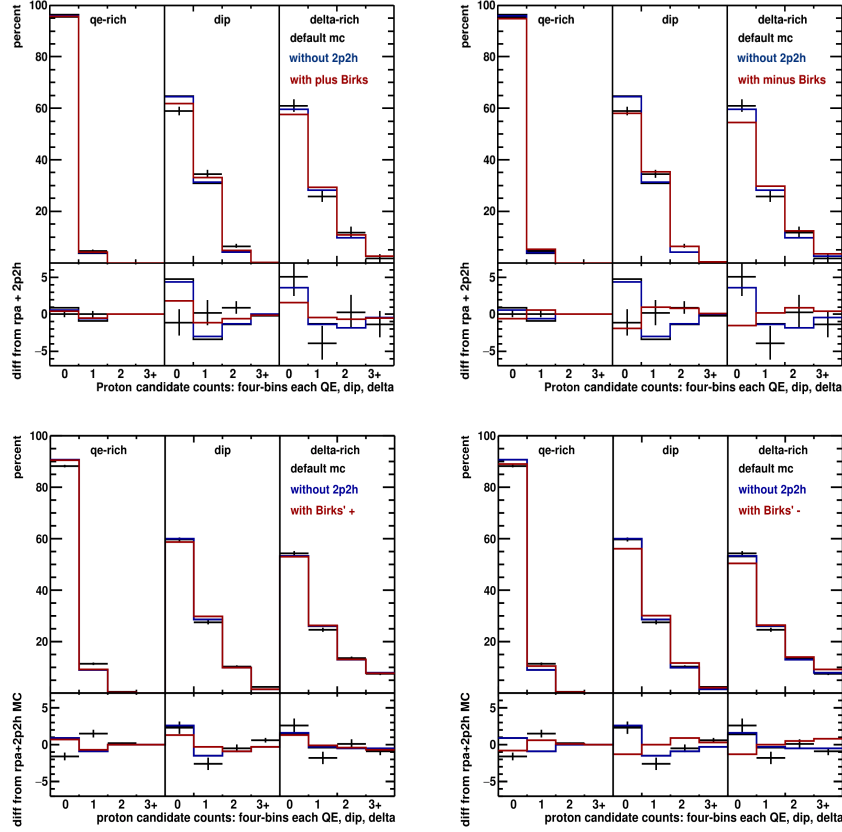 percent
100
80
60
40
20
qe-rich
dip
delta-rich
default mc
without 2p2h
with plus Birks
diff from rpa + 2p2h
5
0
−5
0 1 2 3+ 0 1 2 3+ 0 1 2 3+
Proton candidate counts: four-bins each QE, dip, delta
percent
100
80
60
40
20
qe-rich
dip
delta-rich
default mc
without 2p2h
with minus Birks
diff from rpa + 2p2h
5
0
−5
0 1 2 3+ 0 1 2 3+ 0 1 2 3+
Proton candidate counts: four-bins each QE, dip, delta
percent
100
80
60
40
20
qe-rich
dip
delta-rich
default mc
without 2p2h
with Birks' +
diff from rpa+2p2h MC
5
0
−5
0 1 2 3+ 0 1 2 3+ 0 1 2 3+
proton candidate counts: four-bins each QE, dip, delta
percent
100
80
60
40
20
qe-rich
dip
delta-rich
default mc
without 2p2h
with Birks' -
diff from rpa+2p2h MC
5
0
−5
0 1 2 3+ 0 1 2 3+ 0 1 2 3+
proton candidate counts: four-bins each QE, dip, delta